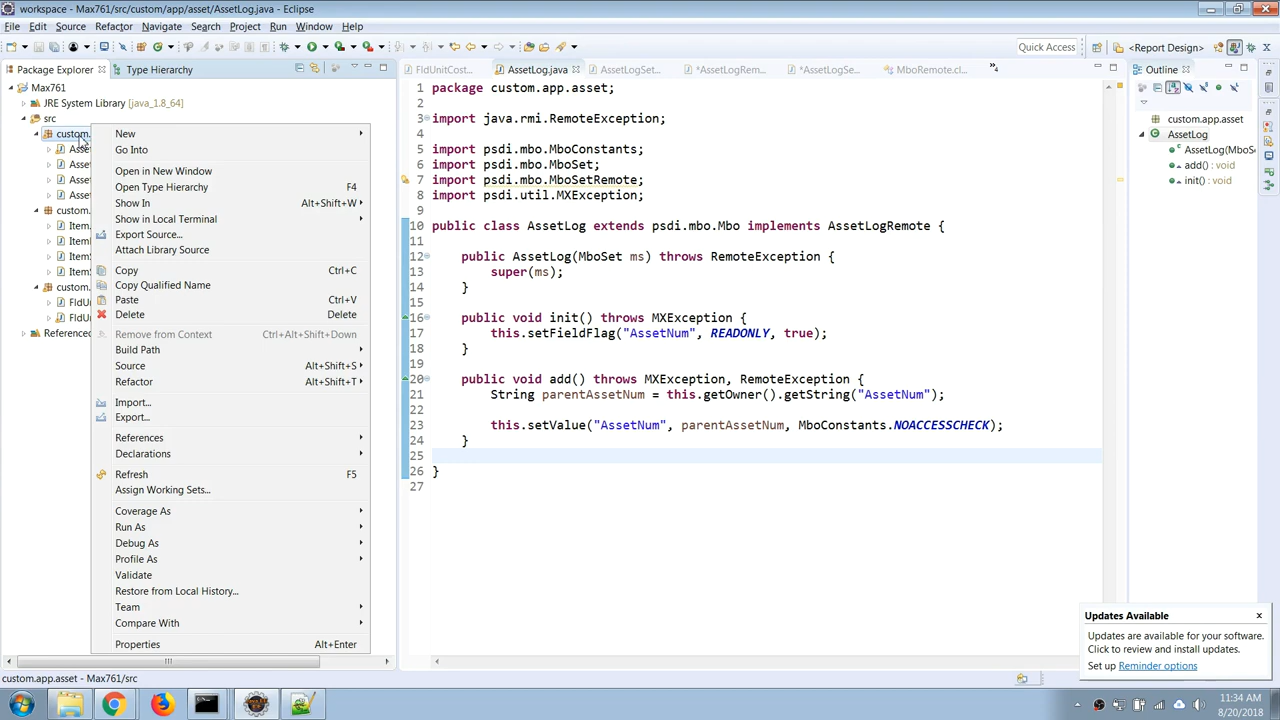 workspace - Max761/src/custom/app/asset/AssetLog.java - Eclipse
File Edit Source Refactor Navigate Search Project Run Window Help
Quick Access
<Report Design>
Package Explorer
Type Hierarchy
FldUnitCost...
AssetLog.java
AssetLogSet...
*AssetLogRem...
*AssetLogSe...
MboRemote.cl...
Outline
Max761
JRE System Library [java_1.8_64]
src
custom.
Asse
Asset
Asset
Asset
custom.
Item.
ItemI
ItemS
ItemS
custom.
FldUn
FldUn
Reference
New
Go Into
Open in New Window
Open Type Hierarchy F4
Show In Alt+Shift+W
Show in Local Terminal
Export Source...
Attach Library Source
Copy Ctrl+C
Copy Qualified Name
Paste Ctrl+V
Delete Delete
Remove from Context Ctrl+Alt+Shift+Down
Build Path
Source Alt+Shift+S
Refactor Alt+Shift+T
Import...
Export...
References
Declarations
Refresh F5
Assign Working Sets...
Coverage As
Run As
Debug As
Profile As
Validate
Restore from Local History...
Team
Compare With
Properties Alt+Enter
1 package custom.app.asset;
2
3 import java.rmi.RemoteException;
4
5 import psdi.mbo.MboConstants;
6 import psdi.mbo.MboSet;
7 import psdi.mbo.MboSetRemote;
8 import psdi.util.MXException;
9
10 public class AssetLog extends psdi.mbo.Mbo implements AssetLogRemote {
11
12 public AssetLog(MboSet ms) throws RemoteException {
13 super(ms);
14 }
15
16 public void init() throws MXException {
17 this.setFieldFlag("AssetNum", READONLY, true);
18 }
19
20 public void add() throws MXException, RemoteException {
21 String parentAssetNum = this.getOwner().getString("AssetNum");
22
23 this.setValue("AssetNum", parentAssetNum, MboConstants.NOACCESSCHECK);
24 }
25
26 }
27
custom.app.asset
AssetLog
AssetLog(MboSe
add() : void
init() : void
Updates Available
Updates are available for your software.
Click to review and install updates.
Set up Reminder options
custom.app.asset - Max761/src
11:34 AM
8/20/2018